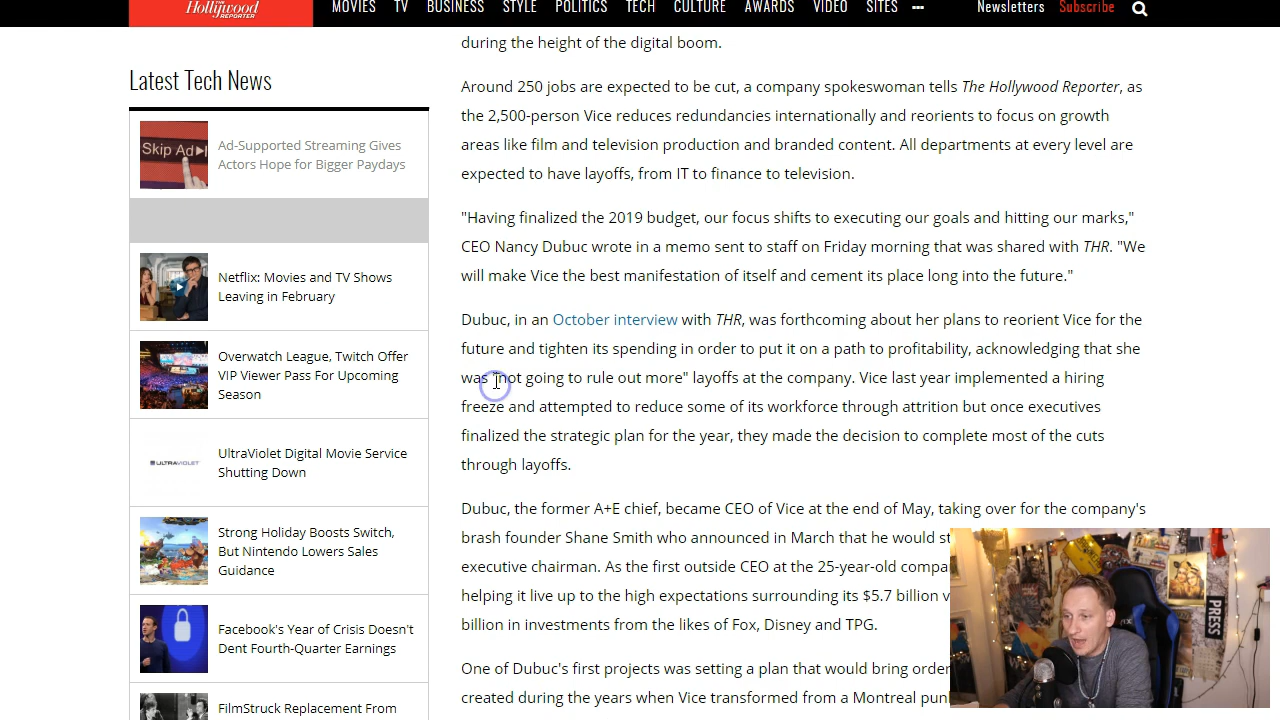 Hollywood
REPORTER
MOVIES TV BUSINESS STYLE POLITICS TECH CULTURE AWARDS VIDEO SITES
Newsletters Subscribe
Latest Tech News
Skip Ad
Ad-Supported Streaming Gives
Actors Hope for Bigger Paydays
Netflix: Movies and TV Shows
Leaving in February
Overwatch League, Twitch Offer
VIP Viewer Pass For Upcoming
Season
ULTRAVIOLET
UltraViolet Digital Movie Service
Shutting Down
Strong Holiday Boosts Switch,
But Nintendo Lowers Sales
Guidance
Facebook's Year of Crisis Doesn't
Dent Fourth-Quarter Earnings
FilmStruck Replacement From
during the height of the digital boom.
Around 250 jobs are expected to be cut, a company spokeswoman tells The Hollywood Reporter, as
the 2,500-person Vice reduces redundancies internationally and reorients to focus on growth
areas like film and television production and branded content. All departments at every level are
expected to have layoffs, from IT to finance to television.
"Having finalized the 2019 budget, our focus shifts to executing our goals and hitting our marks,"
CEO Nancy Dubuc wrote in a memo sent to staff on Friday morning that was shared with THR. "We
will make Vice the best manifestation of itself and cement its place long into the future."
Dubuc, in an October interview with THR, was forthcoming about her plans to reorient Vice for the
future and tighten its spending in order to put it on a path to profitability, acknowledging that she
was "not going to rule out more" layoffs at the company. Vice last year implemented a hiring
freeze and attempted to reduce some of its workforce through attrition but once executives
finalized the strategic plan for the year, they made the decision to complete most of the cuts
through layoffs.
Dubuc, the former A+E chief, became CEO of Vice at the end of May, taking over for the company's
brash founder Shane Smith who announced in March that he would st
executive chairman. As the first outside CEO at the 25-year-old compa
helping it live up to the high expectations surrounding its $5.7 billion v
billion in investments from the likes of Fox, Disney and TPG.
One of Dubuc's first projects was setting a plan that would bring order
created during the years when Vice transformed from a Montreal pun
PRESS